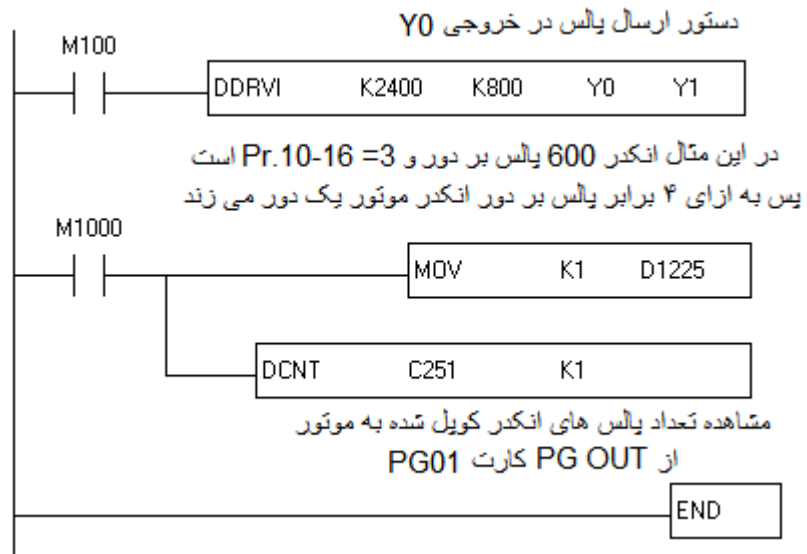 دستور ارسال پالس در خروجی Y0
M100
DDRVI K2400 K800 Y0 Y1
در این مثال انکدر 600 پالس بر دور و Pr.10-16 =3 است
پس به ازای ۴ برابر پالس بر دور انکدر موتور یک دور می زند
M1000
MOV K1 D1225
DCNT C251 K1
مشاهده تعداد پالس های انکدر کوپل شده به موتور
از PG OUT کارت PG01
END